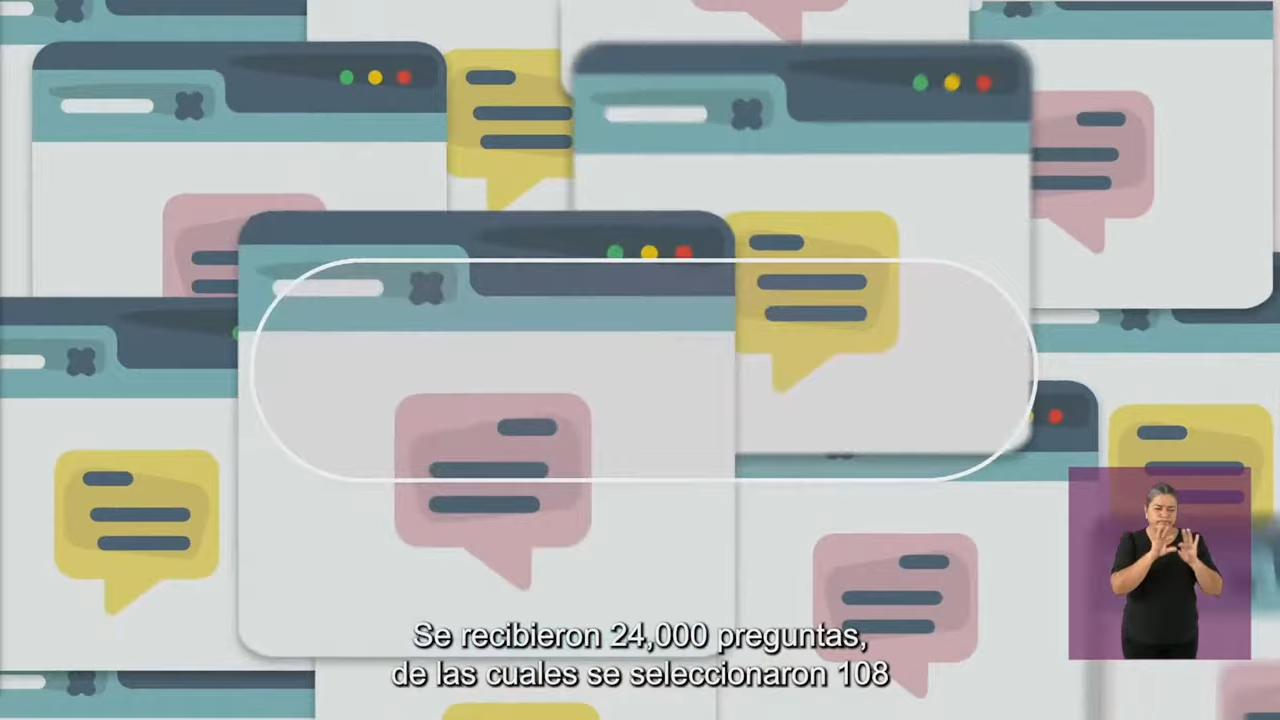 Se recibieron 24,000 preguntas,
de las cuales se seleccionaron 108